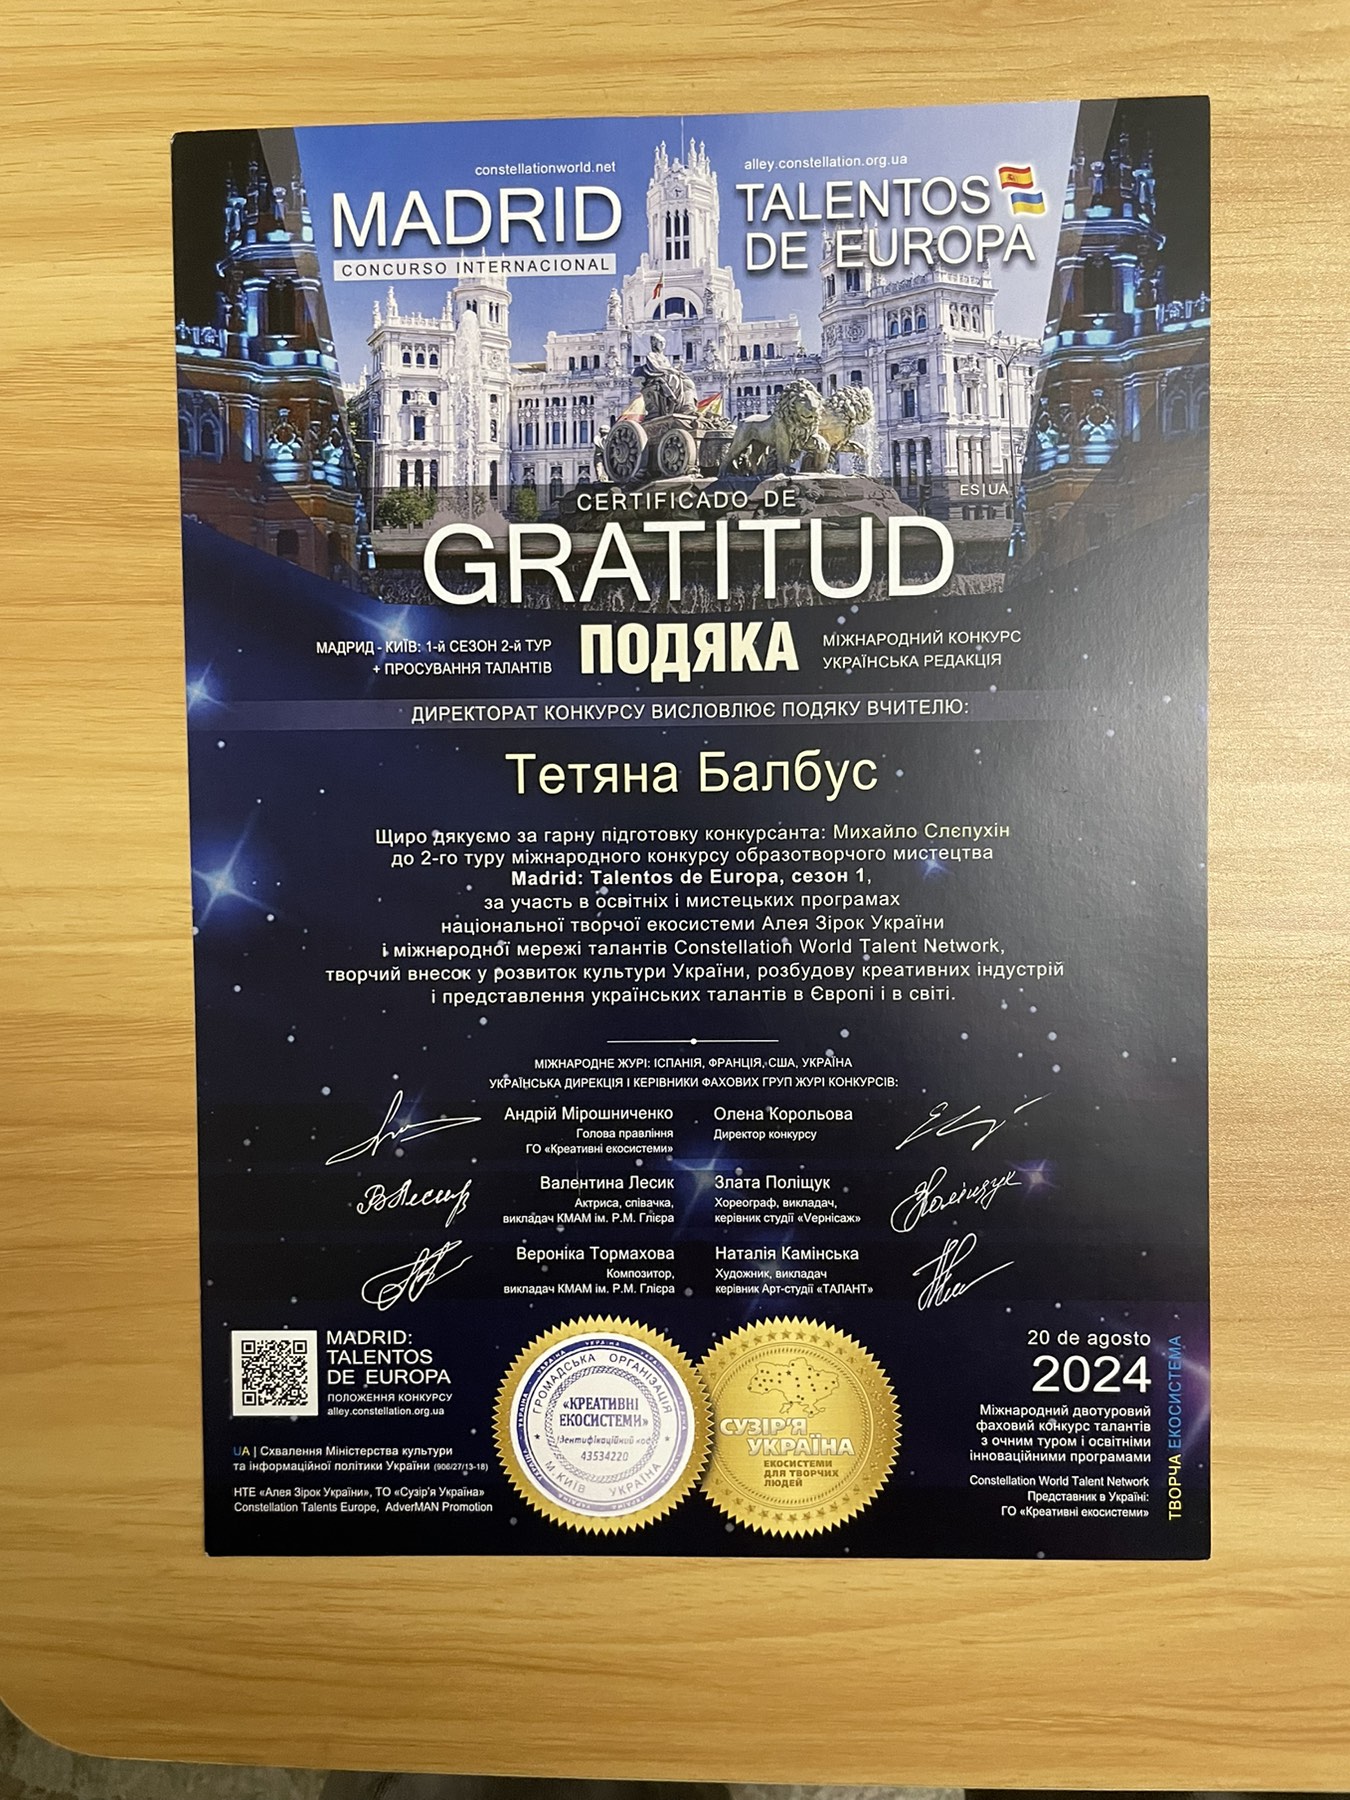 constellationworld.net
MADRID
CONCURSO INTERNACIONAL
alley.constellation.org.ua
TALENTOS
DE EUROPA
ES|UA
CERTIFICADO DE
GRATITUD
МАДРИД - КИЇВ: 1-й СЕЗОН 2-й ТУР
+ ПРОСУВАННЯ ТАЛАНТІВ
ПОДЯКА
МІЖНАРОДНИЙ КОНКУРС
УКРАЇНСЬКА РЕДАКЦІЯ
ДИРЕКТОРАТ КОНКУРСУ ВИСЛОВЛЮЄ ПОДЯКУ ВЧИТЕЛЮ:
Тетяна Балбус
Щиро дякуємо за гарну підготовку конкурсанта: Михайло Слєпухін
до 2-го туру міжнародного конкурсу образотворчого мистецтва
Madrid: Talentos de Europa, сезон 1,
за участь в освітніх і мистецьких програмах
національної творчої екосистеми Алея Зірок України
і міжнародної мережі талантів Constellation World Talent Network,
творчий внесок у розвиток культури України, розбудову креативних індустрій
і представлення українських талантів в Європі і в світі.
МІЖНАРОДНЕ ЖУРІ: ІСПАНІЯ, ФРАНЦІЯ, США, УКРАЇНА
УКРАЇНСЬКА ДИРЕКЦІЯ І КЕРІВНИКИ ФАХОВИХ ГРУП ЖУРІ КОНКУРСІВ:
Андрій Мірошниченко
Голова правління
ГО «Креативні екосистеми»
Олена Корольова
Директор конкурсу
Валентина Лесик
Актриса, співачка,
викладач КМАМ ім. Р.М. Глієра
Злата Поліщук
Хореограф, викладач,
керівник студії «Vернісаж»
Вероніка Тормахова
Композитор,
викладач КМАМ ім. Р.М. Глієра
Наталія Камінська
Художник, викладач
керівник Арт-студії «ТАЛАНТ»
MADRID:
TALENTOS
DE EUROPA
ПОЛОЖЕННЯ КОНКУРСУ
alley.constellation.org.ua
UA | Схвалення Міністерства культури
та інформаційної політики України (906/27/13-18)
НТЕ «Алея Зірок України», ТО «Сузір'я Україна»
Constellation Talents Europe, AdverMAN Promotion
ГРОМАДСЬКА ОРГАНІЗАЦІЯ
«КРЕАТИВНІ
ЕКОСИСТЕМИ»
Ідентифікаційний код
43534220
М. КИЇВ УКРАЇНА
СУЗІР'Я
УКРАЇНА
ЕКОСИСТЕМИ
ДЛЯ ТВОРЧИХ
ЛЮДЕЙ
20 de agosto
2024
Міжнародний двотуровий
фаховий конкурс талантів
з очним туром і освітніми
інноваційними програмами
Constellation World Talent Network
Представник в Україні:
ГО «Креативні екосистеми»
ТВОРЧА ЕКОСИСТЕМА